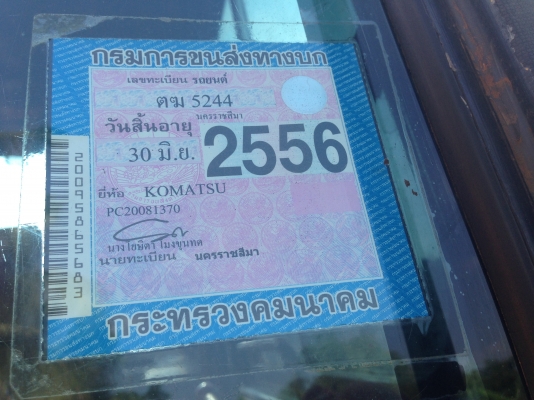 กรมการขนส่งทางบก
เลขทะเบียน รถยนต์
ตฆ 5244
นครราชสีมา
วันสิ้นอายุ
30 มิ.ย.
2556
ยี่ห้อ KOMATSU
PC20081370
นายทะเบียน นครราชสีมา
กระทรวงคมนาคม
2009586568 3